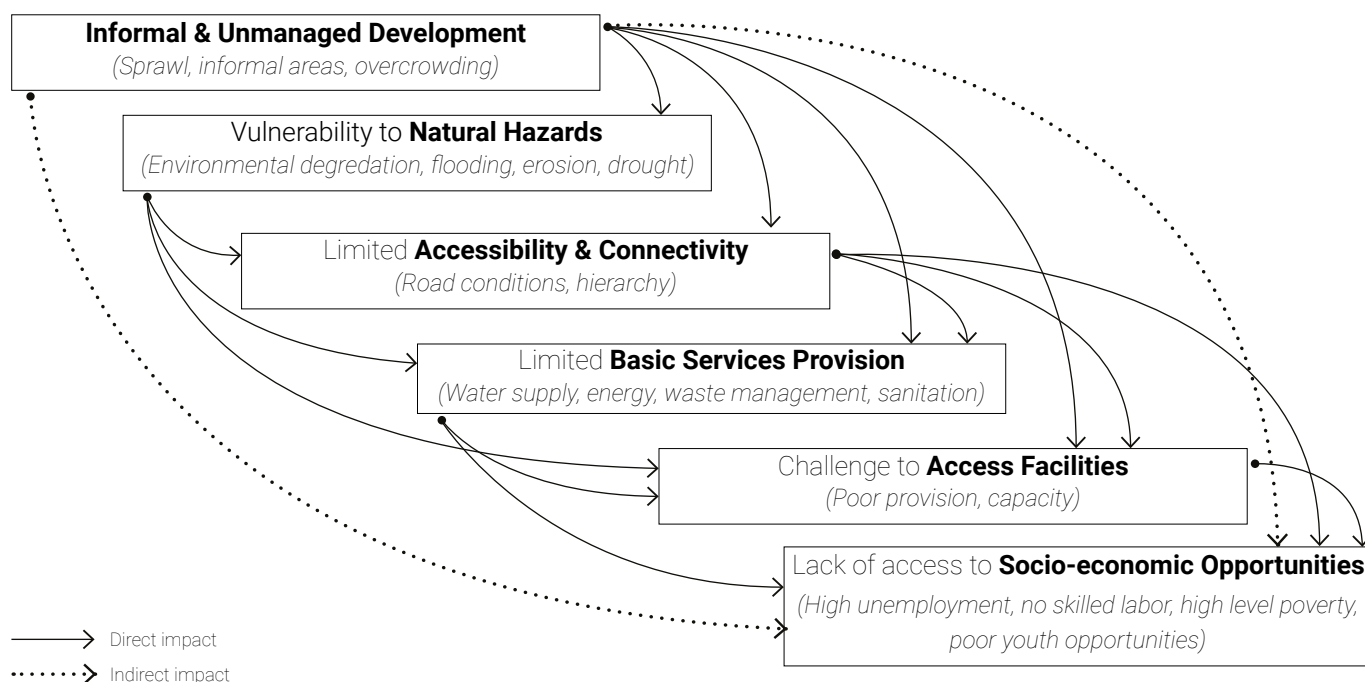 Informal & Unmanaged Development
(Sprawl, informal areas, overcrowding)
Vulnerability to Natural Hazards
(Environmental degredation, flooding, erosion, drought)
Limited Accessibility & Connectivity
(Road conditions, hierarchy)
Limited Basic Services Provision
(Water supply, energy, waste management, sanitation)
Challenge to Access Facilities
(Poor provision, capacity)
Lack of access to Socio-economic Opportunities
(High unemployment, no skilled labor, high level poverty,
poor youth opportunities)
Direct impact
Indirect impact